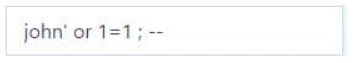 john' or 1=1 ; --